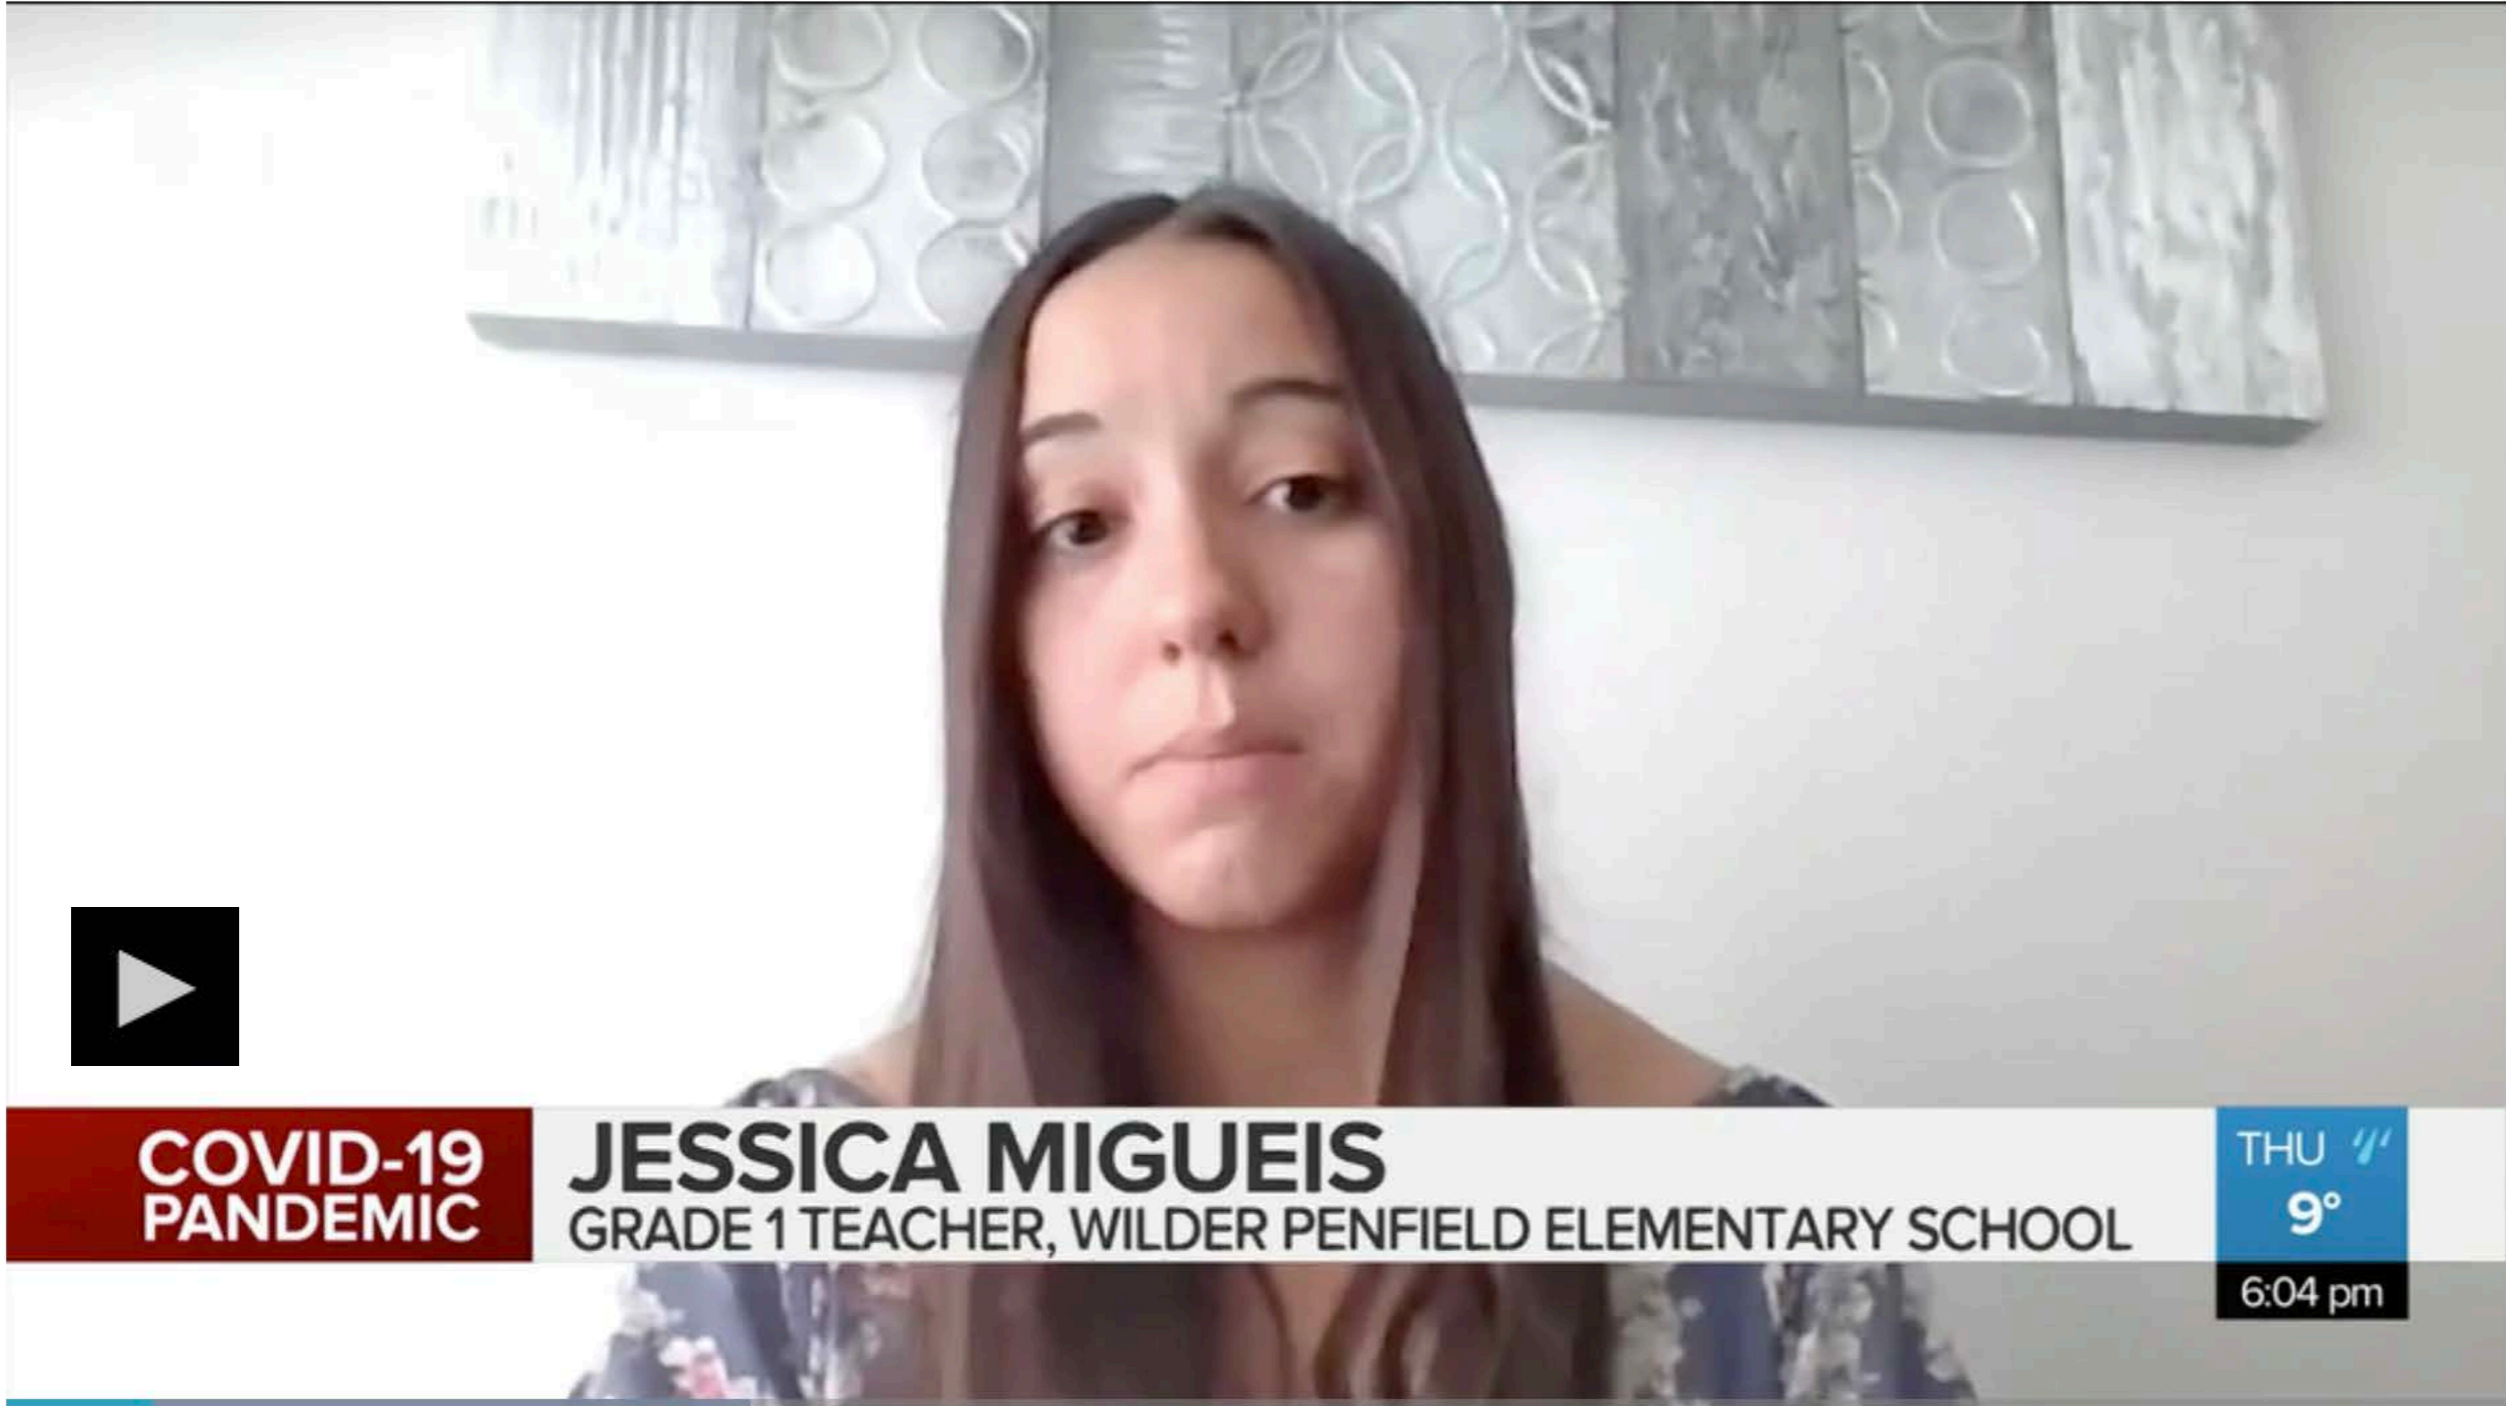 COVID-19
PANDEMIC
JESSICA MIGUEIS
GRADE 1 TEACHER, WILDER PENFIELD ELEMENTARY SCHOOL
THU
9°
6:04 pm